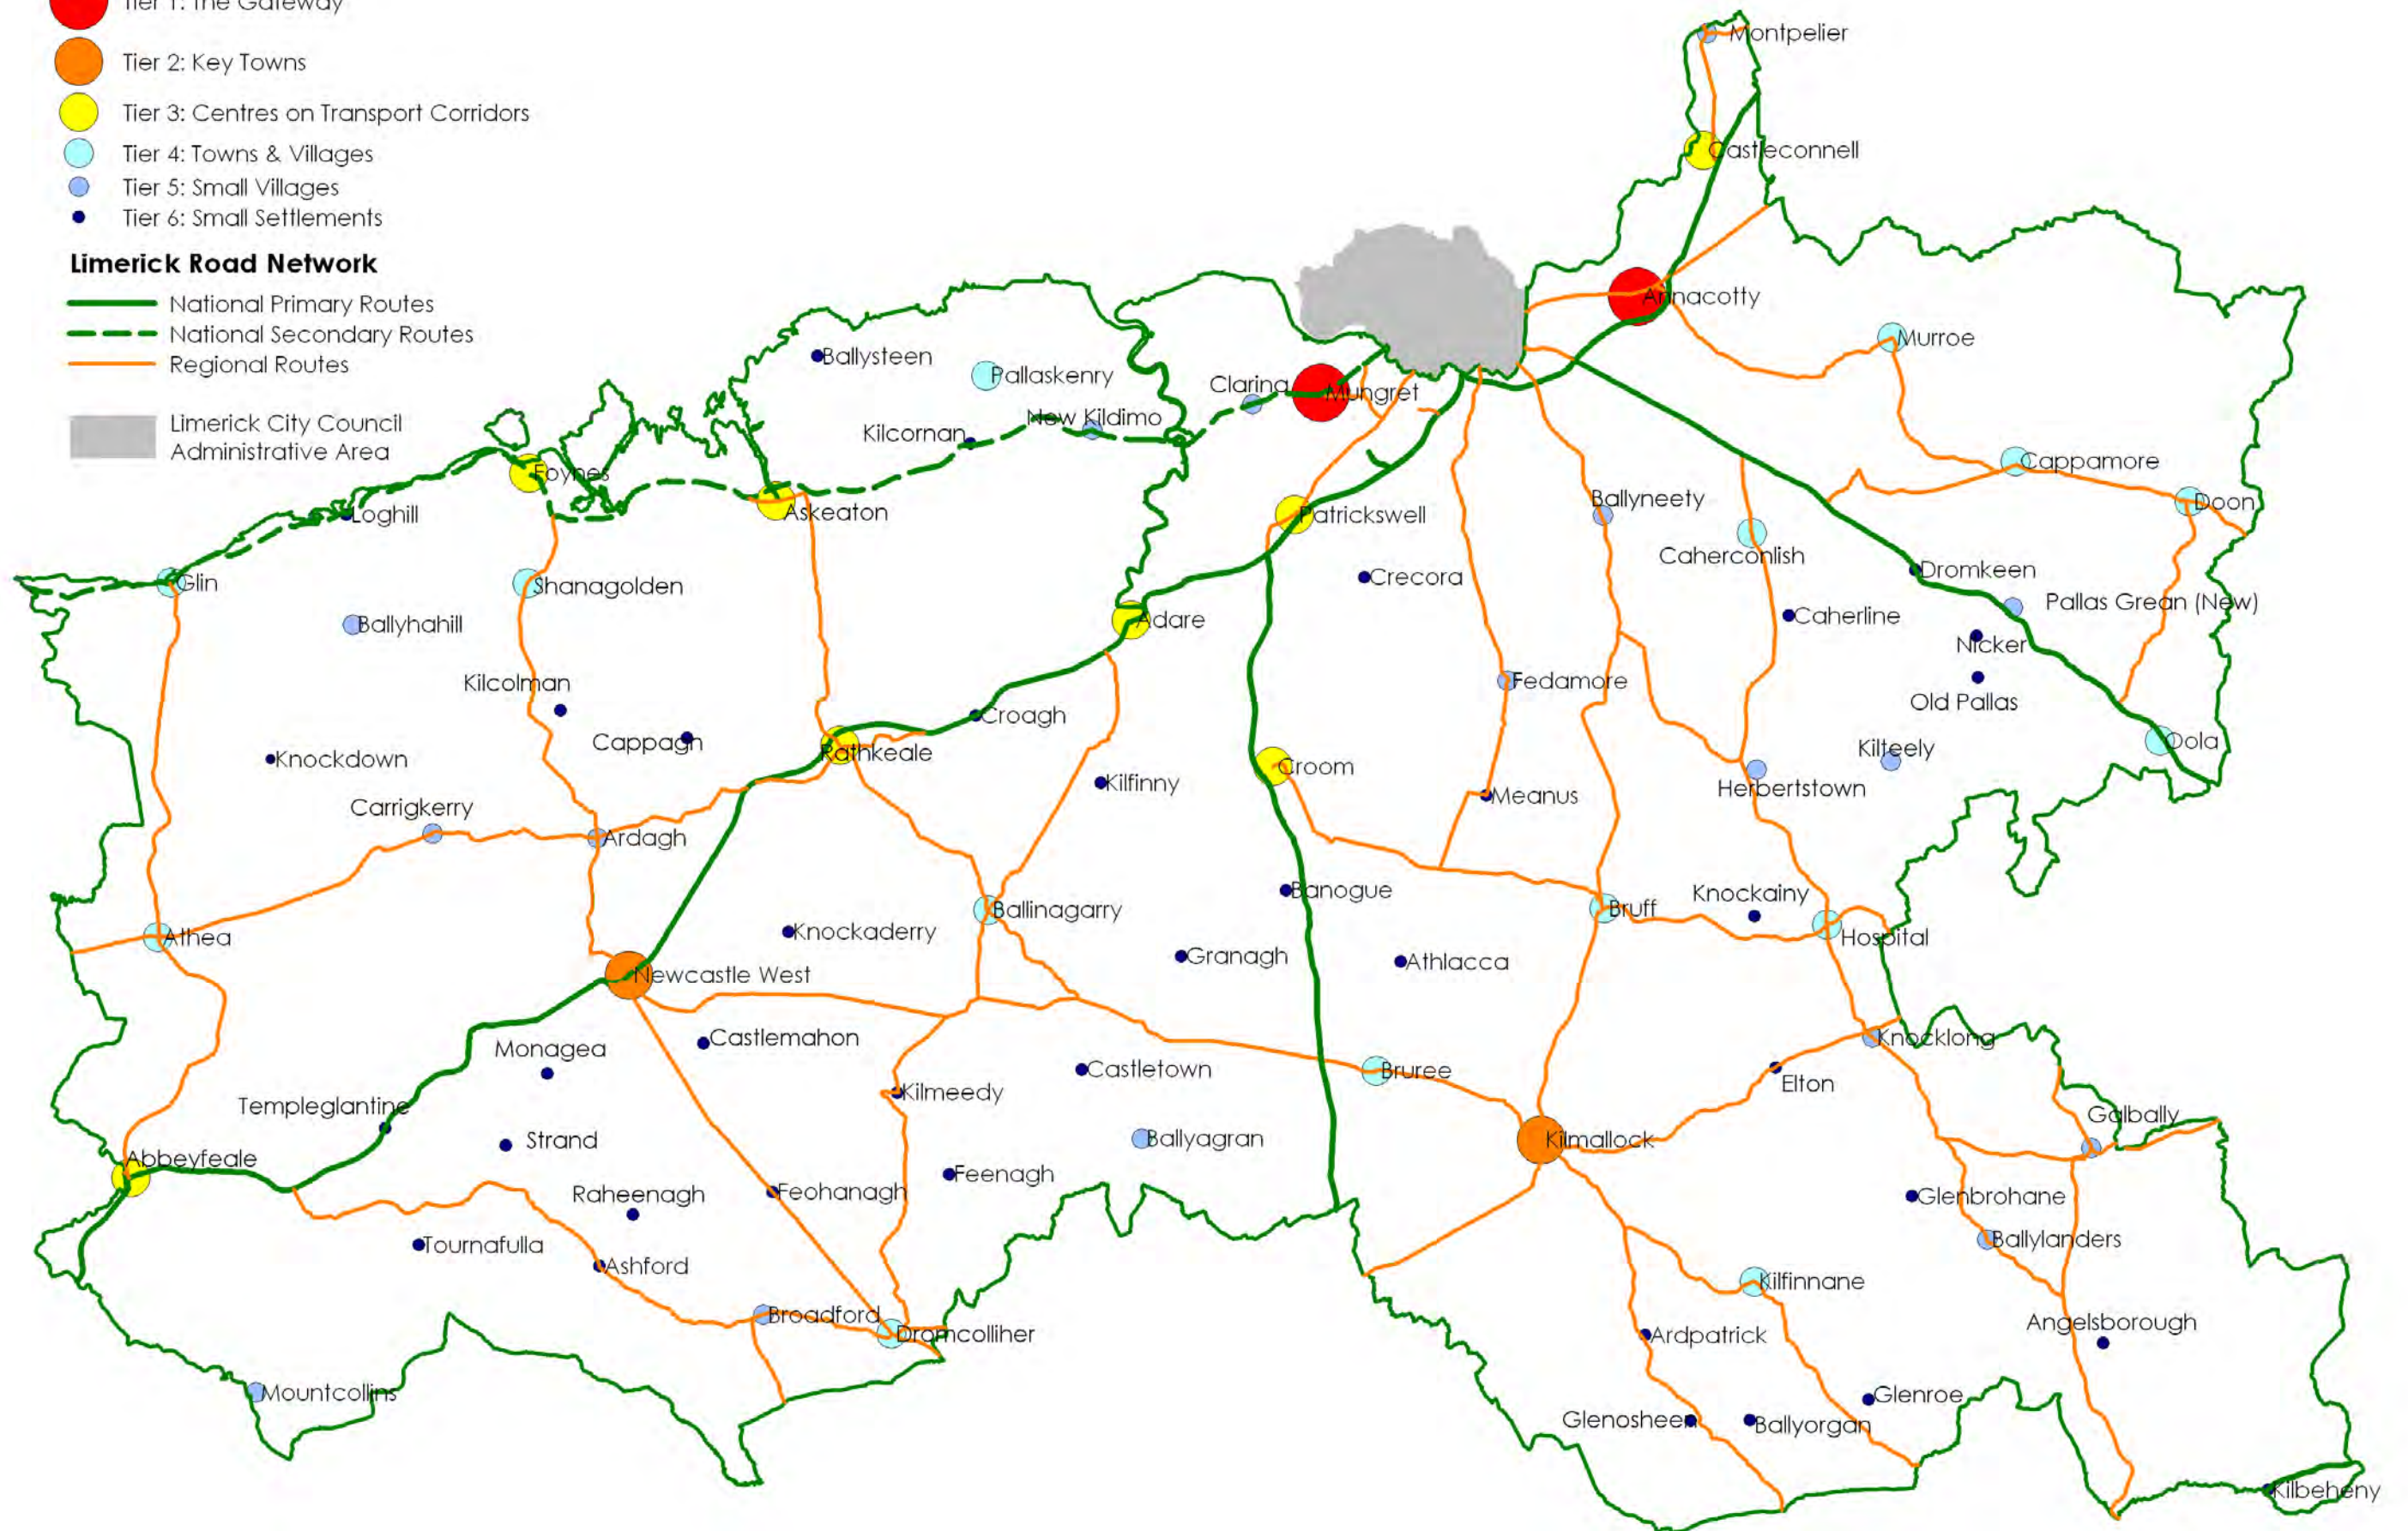 Tier 1: The Gateway
Tier 2: Key Towns
Tier 3: Centres on Transport Corridors
Tier 4: Towns & Villages
Tier 5: Small Villages
Tier 6: Small Settlements
Limerick Road Network
National Primary Routes
National Secondary Routes
Regional Routes
Limerick City Council
Administrative Area
Montpelier
Castleconnell
Annacotty
Murroe
Ballysteen
Pallaskenry
Clarina
Mungret
New Kildimo
Kilcornan
Cappamore
Foynes
Askeaton
Loghill
Patrickswell
Ballyneety
Doon
Caherconlish
Glin
Shanagolden
Crecora
Dromkeen
Pallas Grean (New)
Ballyhahill
Adare
Caherline
Nicker
Kilcolman
Fedamore
Old Pallas
Croagh
Cappagh
Rathkeale
Oola
Kilteely
Knockdown
Croom
Kilfinny
Meanus
Herbertstown
Carrigkerry
Ardagh
Banogue
Knockainy
Ballinagarry
Bruff
Athea
Knockaderry
Hospital
Granagh
Athlacca
Newcastle West
Castlemahon
Knocklong
Monagea
Castletown
Bruree
Elton
Kilmeedy
Templeglantine
Galbally
Strand
Ballyagran
Kilmallock
Abbeyfeale
Feenagh
Raheenagh
Feohanagh
Glenbrohane
Tournafulla
Ballylanders
Ashford
Kilfinnane
Broadford
Dromcolliher
Ardpatrick
Angelsborough
Mountcollins
Glenroe
Glenosheen
Ballyorgan
Kilbeheny